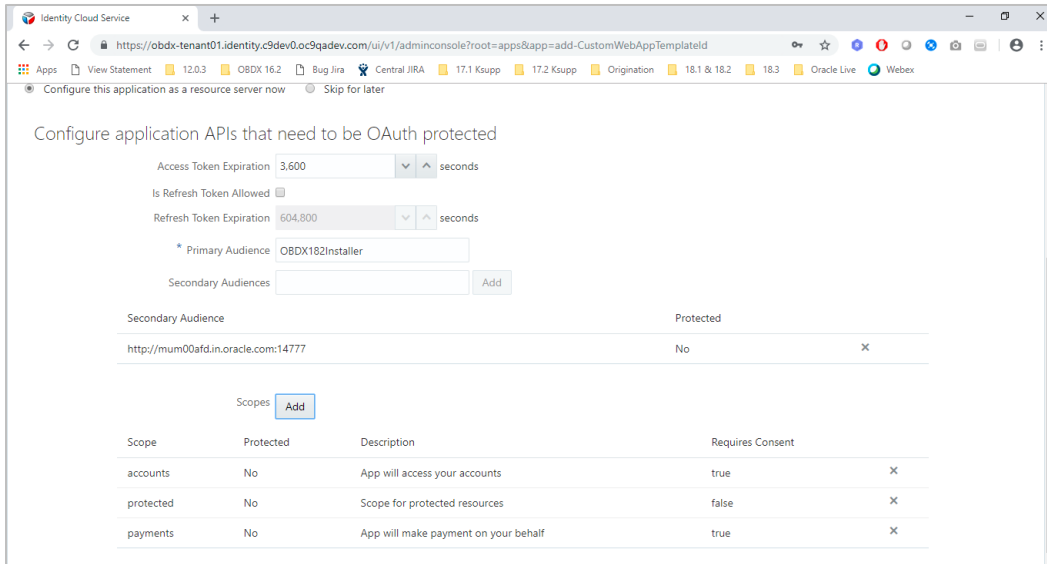 Identity Cloud Service
https://obdx-tenant01.identity.c9dev0.oc9qadev.com/ui/v1/adminconsole?root=apps&app=add-CustomWebAppTemplateId
Apps View Statement 12.0.3 OBDX 16.2 Bug Jira Central JIRA 17.1 Ksupp 17.2 Ksupp Origination 18.1 & 18.2 18.3 Oracle Live Webex
Configure this application as a resource server now Skip for later
Configure application APIs that need to be OAuth protected
Access Token Expiration 3,600 seconds
Is Refresh Token Allowed
Refresh Token Expiration 604,800 seconds
* Primary Audience OBDX182Installer
Secondary Audiences Add
Secondary Audience Protected
http://mum00afd.in.oracle.com:14777 No
Scopes Add
Scope Protected Description Requires Consent
accounts No App will access your accounts true
protected No Scope for protected resources false
payments No App will make payment on your behalf true